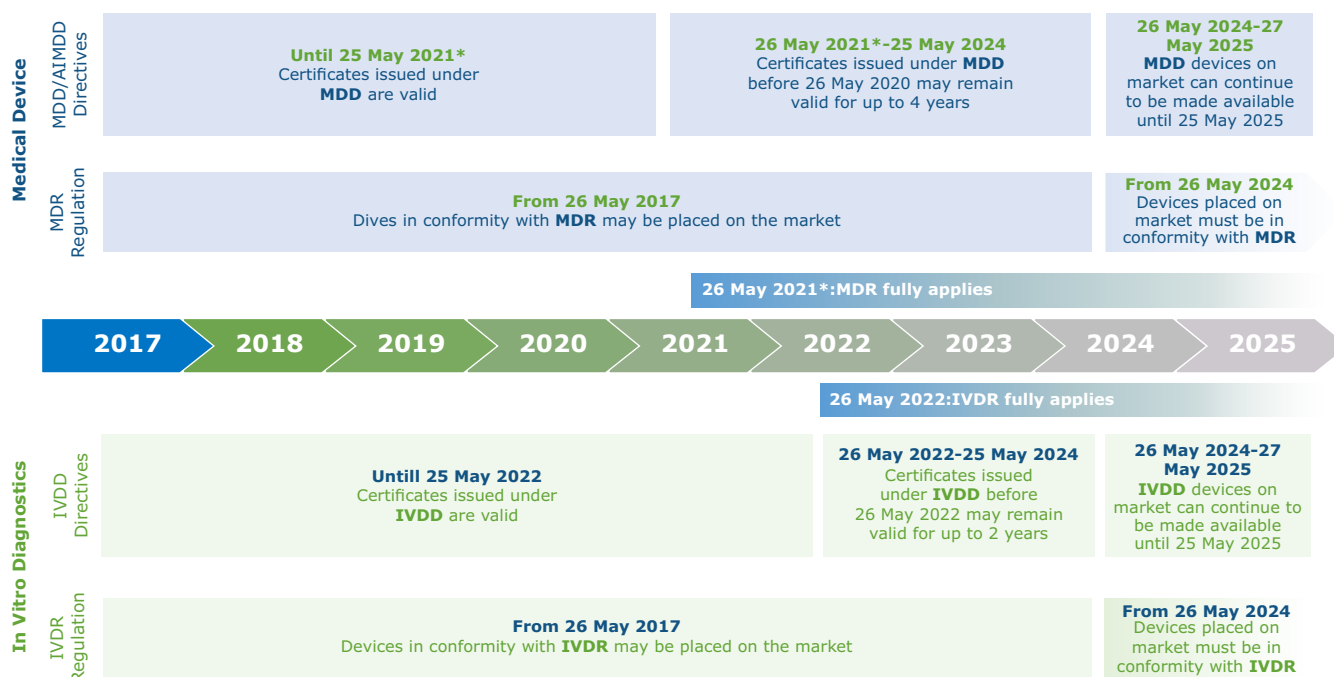 Medical Device
MDD/AIMDD
Directives
Until 25 May 2021*
Certificates issued under
MDD are valid
26 May 2021*-25 May 2024
Certificates issued under MDD
before 26 May 2020 may remain
valid for up to 4 years
26 May 2024-27
May 2025
MDD devices on
market can continue
to be made available
until 25 May 2025
MDR
Regulation
From 26 May 2017
Dives in conformity with MDR may be placed on the market
From 26 May 2024
Devices placed on
market must be in
conformity with MDR
26 May 2021*:MDR fully applies
2017 2018 2019 2020 2021 2022 2023 2024 2025
26 May 2022:IVDR fully applies
In Vitro Diagnostics
IVDD
Directives
Untill 25 May 2022
Certificates issued under
IVDD are valid
26 May 2022-25 May 2024
Certificates issued
under IVDD before
26 May 2022 may remain
valid for up to 2 years
26 May 2024-27
May 2025
IVDD devices on
market can continue to
be made available
until 25 May 2025
IVDR
Regulation
From 26 May 2017
Devices in conformity with IVDR may be placed on the market
From 26 May 2024
Devices placed on
market must be in
conformity with IVDR